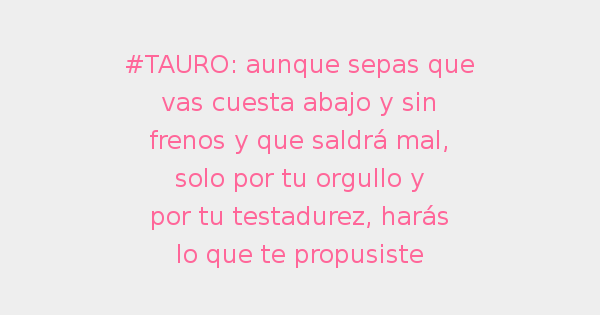 #TAURO: aunque sepas que
vas cuesta abajo y sin
frenos y que saldrá mal,
solo por tu orgullo y
por tu testadurez, harás
lo que te propusiste